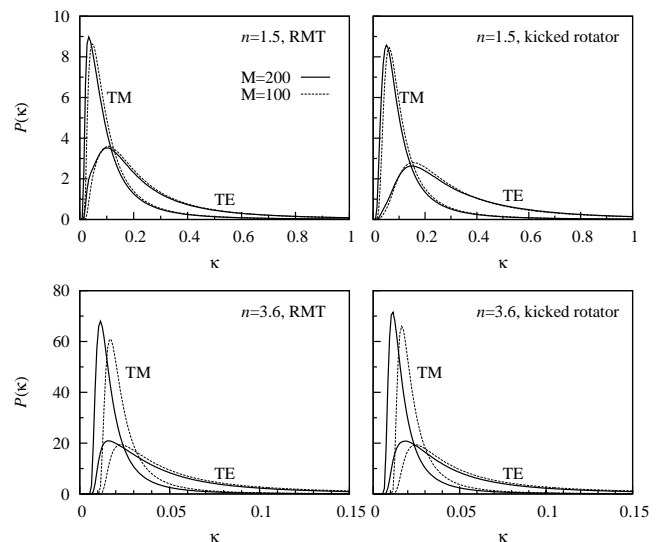 n=1.5, RMT
n=1.5, kicked rotator
M=200
M=100
TM
TE
TM
TE
P(κ)
10
8
6
4
2
0
0 0.2 0.4 0.6 0.8 1
0 0.2 0.4 0.6 0.8 1
κ
κ
n=3.6, RMT
n=3.6, kicked rotator
TM
TE
TM
TE
P(κ)
80
60
40
20
0
0 0.05 0.1 0.15
0 0.05 0.1 0.15
κ
κ